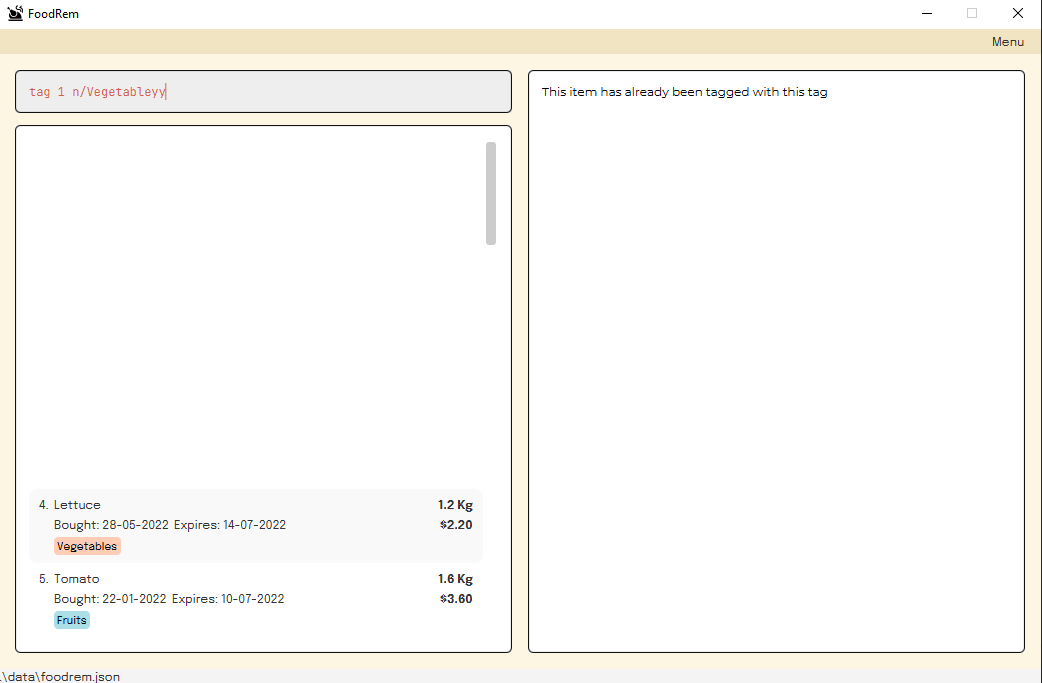 FoodRem
Menu
tag 1 n/Vegetableyy
This item has already been tagged with this tag
4. Lettuce 1.2 Kg
Bought: 28-05-2022 Expires: 14-07-2022 $2.20
Vegetables
5. Tomato 1.6 Kg
Bought: 22-01-2022 Expires: 10-07-2022 $3.60
Fruits
.\data\foodrem.json